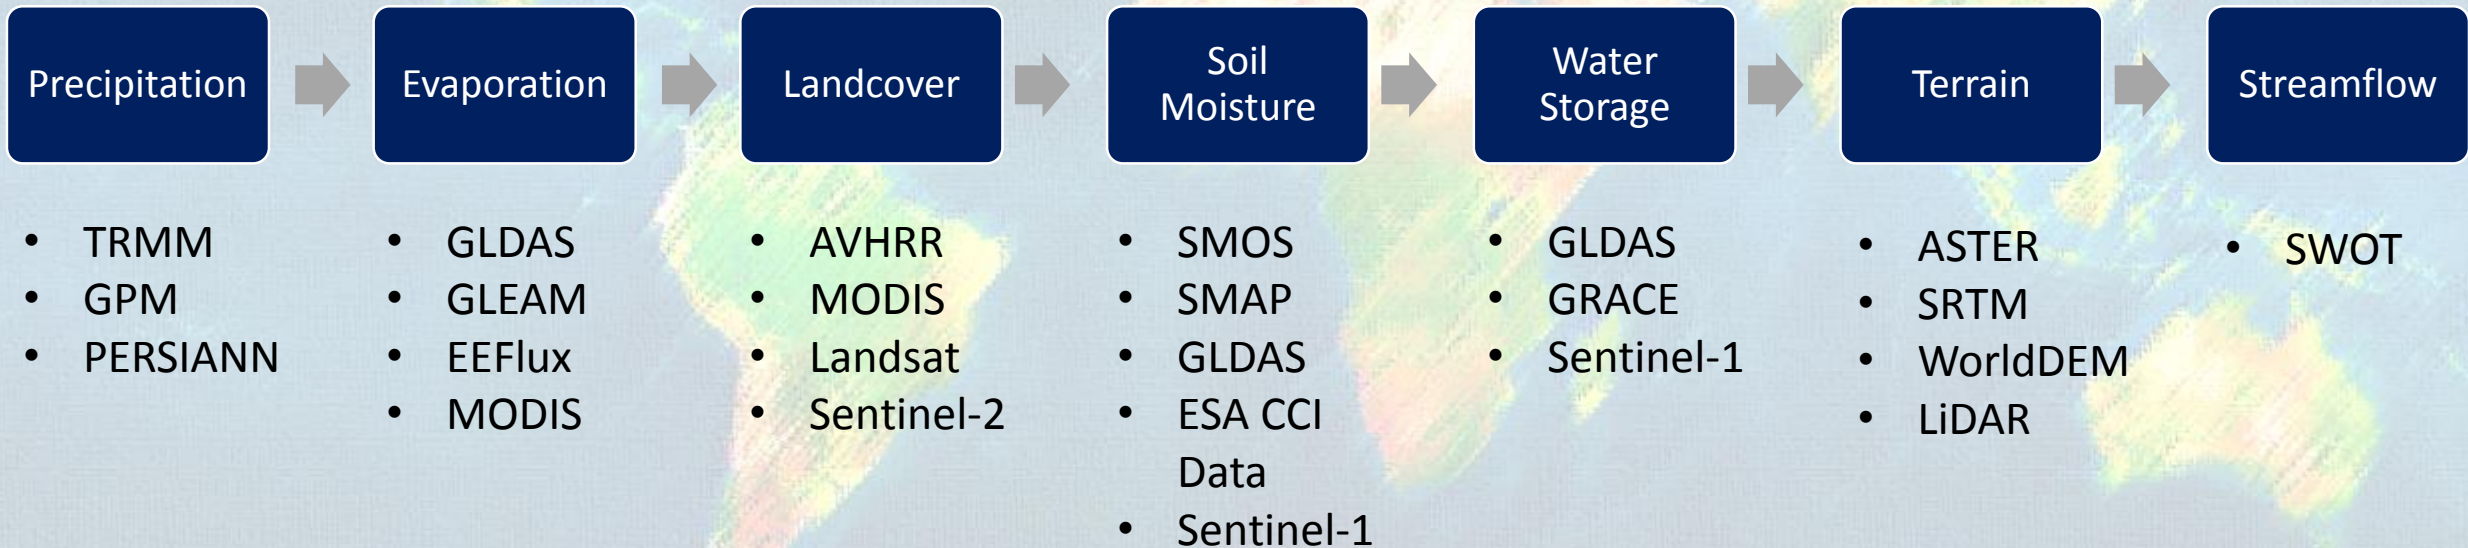 Precipitation
Evaporation
Landcover
Soil
Moisture
Water
Storage
Terrain
Streamflow
• TRMM
• GPM
• PERSIANN
• GLDAS
• GLEAM
• EEFlux
• MODIS
• AVHRR
• MODIS
• Landsat
• Sentinel-2
• SMOS
• SMAP
• GLDAS
• ESA CCI
Data
• Sentinel-1
• GLDAS
• GRACE
• Sentinel-1
• ASTER
• SRTM
• WorldDEM
• LiDAR
• SWOT